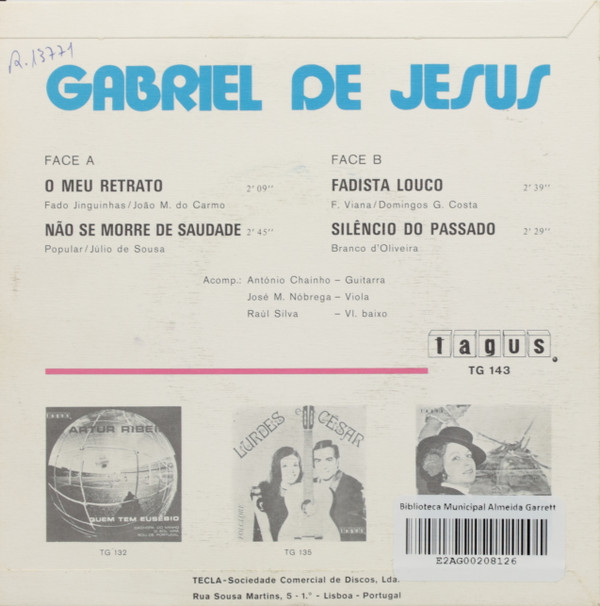 R.13771
GABRIEL DE JESUS
FACE A
O MEU RETRATO 2' 09''
Fado Jinguinhas/João M. do Carmo
NÃO SE MORRE DE SAUDADE 2' 45''
Popular/Júlio de Sousa
FACE B
FADISTA LOUCO 2' 39''
F. Viana/Domingos G. Costa
SILÊNCIO DO PASSADO 2' 29''
Branco d'Oliveira
Acomp.: António Chainho – Guitarra
José M. Nóbrega – Viola
Raúl Silva – Vl. baixo
tagus.
TG 143
ARTUR RIBEI
QUEM TEM EUSÉBIO
TG 132
LURDES CÉSAR
TG 135
Biblioteca Municipal Almeida Garrett
E2AG00208126
TECLA-Sociedade Comercial de Discos, Lda.
Rua Sousa Martins, 5 - 1.° - Lisboa - Portugal